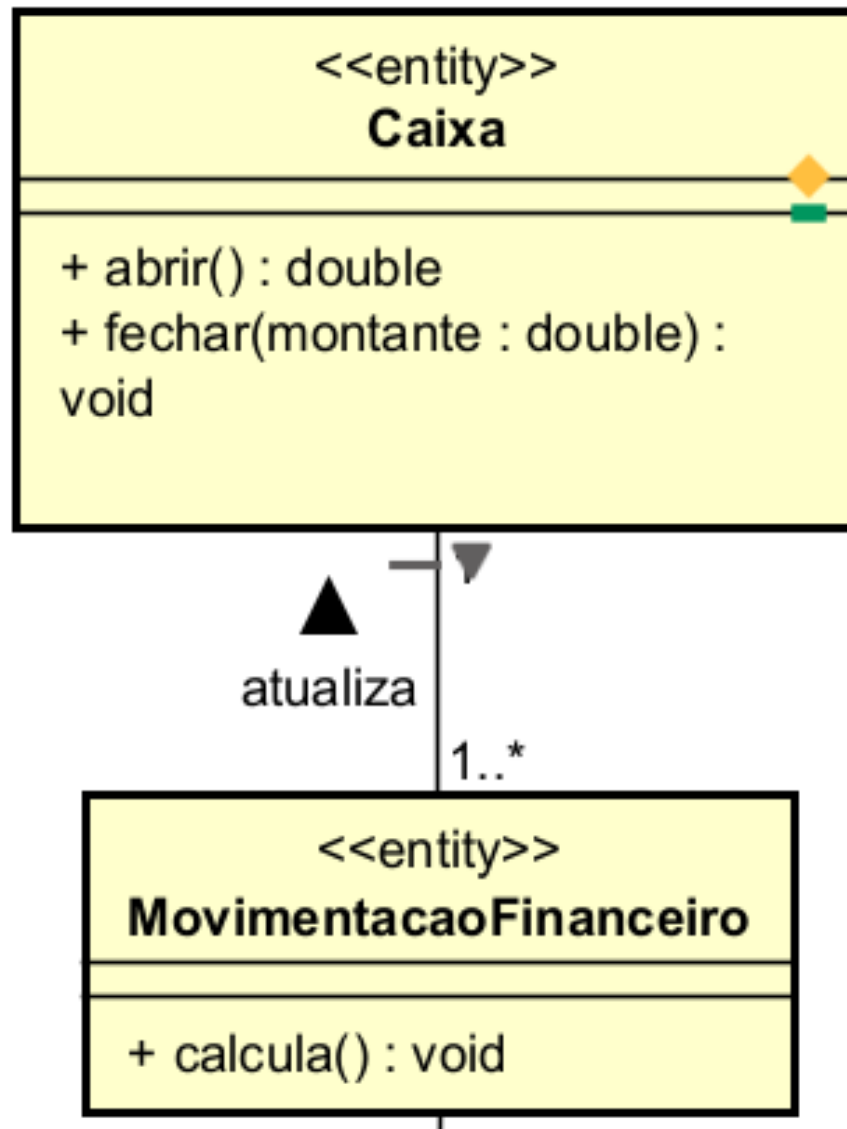 <<entity>>
Caixa
+ abrir() : double
+ fechar(montante : double) :
void
atualiza
1..*
<<entity>>
MovimentacaoFinanceiro
+ calcula() : void